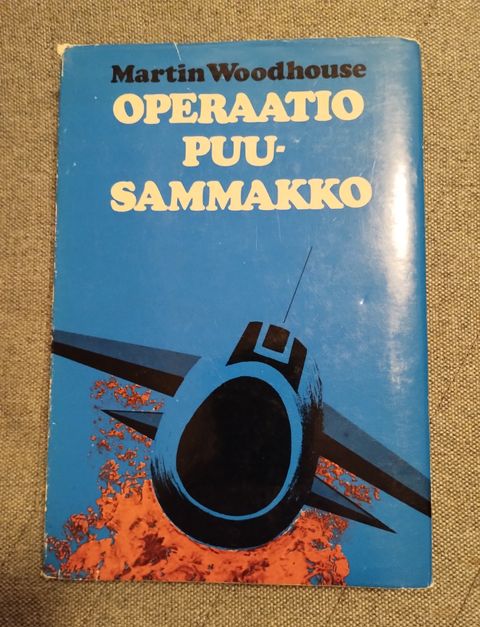 Martin Woodhouse
OPERAATIO
PUU-
SAMMAKKO